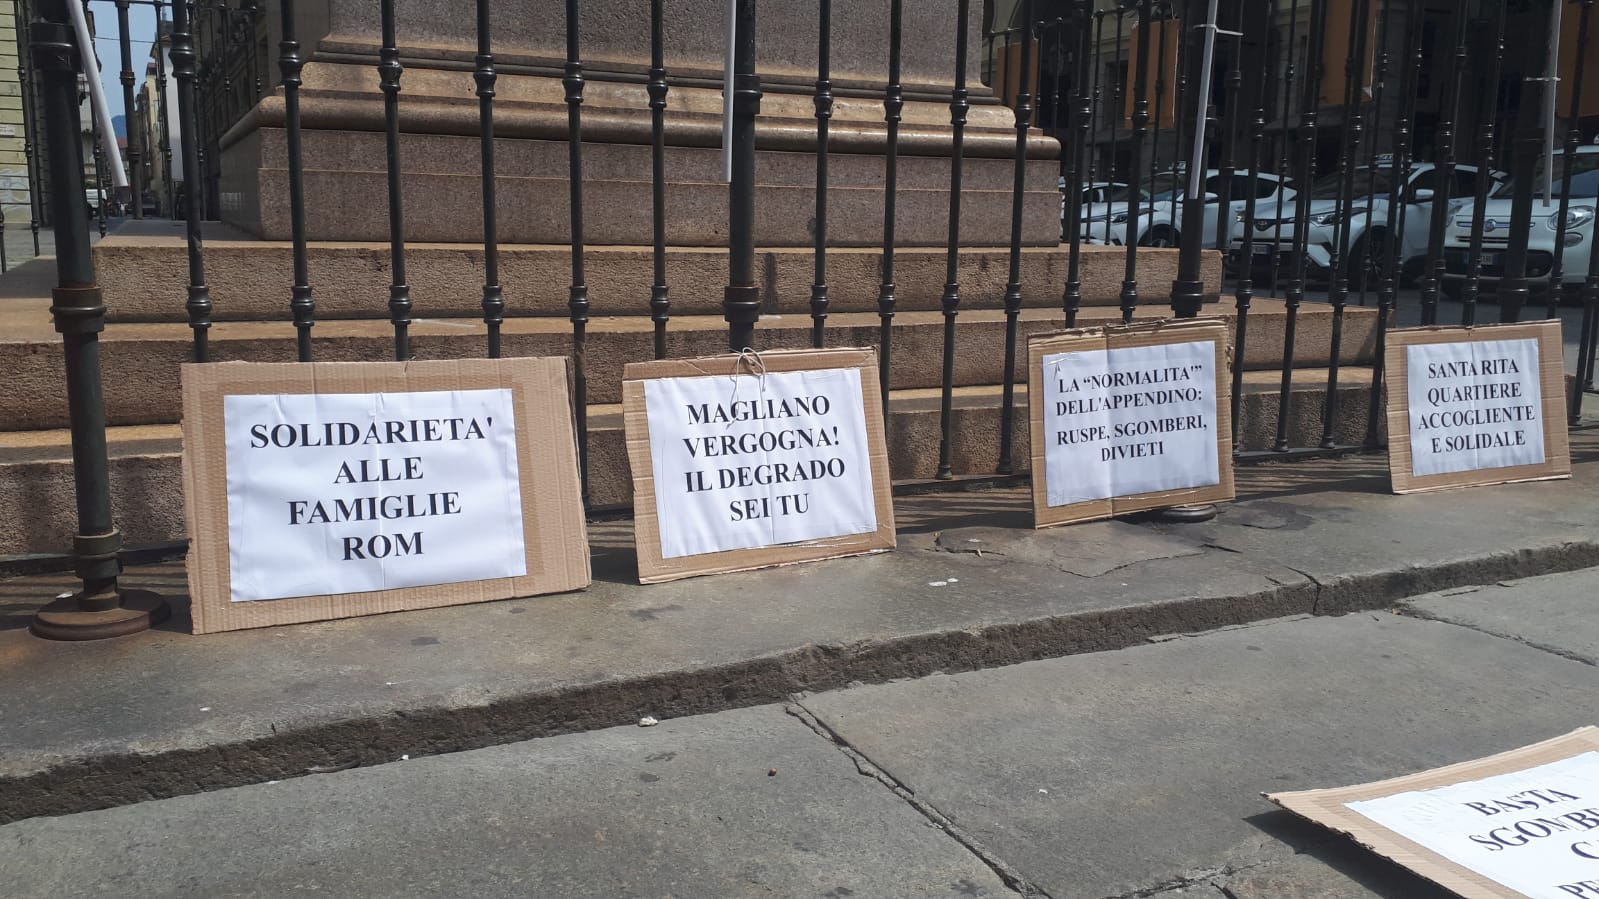 SOLIDARIETA'
ALLE
FAMIGLIE
ROM
MAGLIANO
VERGOGNA!
IL DEGRADO
SEI TU
LA “NORMALITA'”
DELL'APPENDINO:
RUSPE, SGOMBERI,
DIVIETI
SANTA RITA
QUARTIERE
ACCOGLIENTE
E SOLIDALE
BASTA